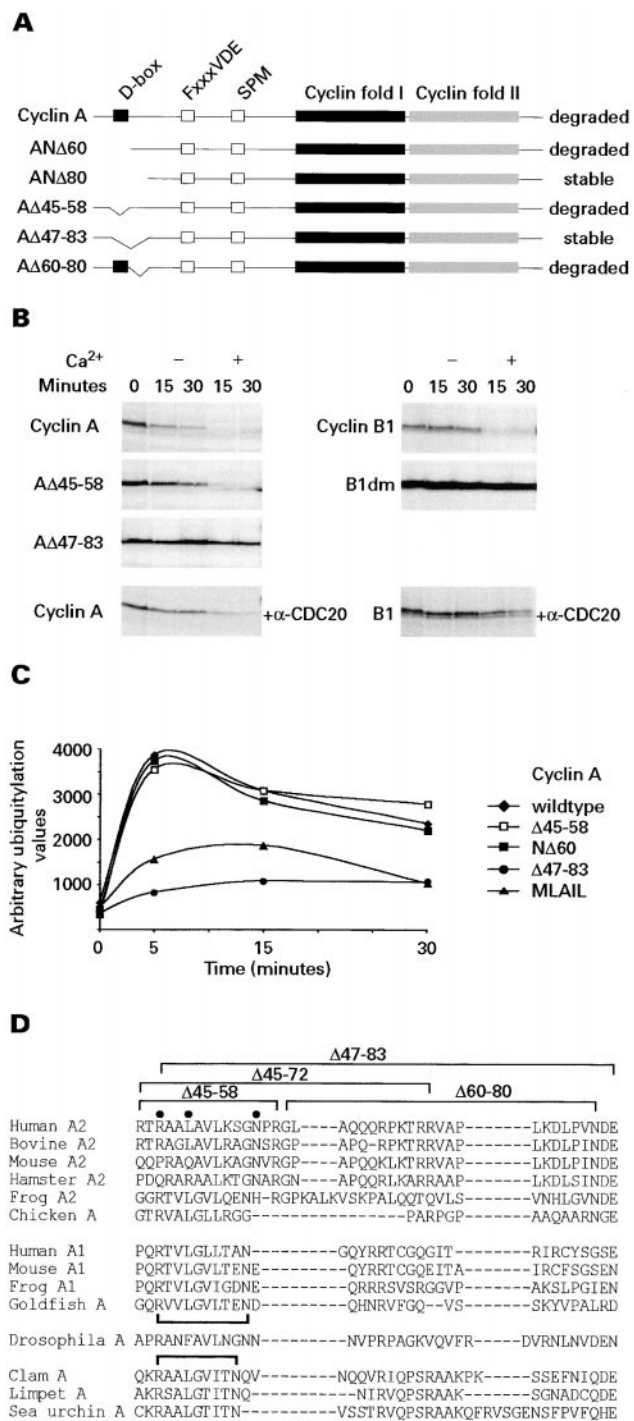 A
D-box
FxxxVDE
SPM
Cyclin fold I Cyclin fold II
Cyclin A degraded
ANΔ60 degraded
ANΔ80 stable
AΔ45-58 degraded
AΔ47-83 stable
AΔ60-80 degraded
B
Ca2+ − +
Minutes 0 15 30 15 30
− +
0 15 30 15 30
Cyclin A
Cyclin B1
AΔ45-58
B1dm
AΔ47-83
Cyclin A +α-CDC20
B1 +α-CDC20
C
Arbitrary ubiquitylation values
4000
3000
2000
1000
0 5 15 30
Time (minutes)
Cyclin A
wildtype
Δ45-58
NΔ60
Δ47-83
MLAIL
D
Δ47-83
Δ45-72
Δ45-58
Δ60-80
Human A2 RTRAALAVLKSGNPRGL----AQQQRPKTRRVAP------LKDLPVNDE
Bovine A2 RTRAGLAVLRAGNSRGP----APQ-RPKTRRVAP------LKDLPINDE
Mouse A2 QQPRAQAVLKAGNVRGP----APQQKLKTRRVAP------LKDLPINDE
Hamster A2 PDQRARAALKTGNARGN----APQQRLKARRAAP------LKDLSINDE
Frog A2 GGRTVLGVLQENH-RGPKALKVSKPALQQTQVLS------VNHLGVNDE
Chicken A GTRVALGLLRGG----------------PARPGP------AAQAARNGE
Human A1 PQRTVLGLLTAN---------GQYRRTCGQGIT-------RIRCYSGSE
Mouse A1 PQRTVLGVLTENE---------QYRRTCGQEITA------IRCFSGSEN
Frog A1 PQRTVLGVIGDNE---------QRRRSVSRGGVP------AKSLPGIEN
Goldfish A GQRVVLGVLTEND---------QHNRVFGQ--VS------SKYVPALRD
Drosophila A APRANFAVLNGNN---------NVPRPAGKVQVFR-----DVRNLNVDEN
Clam A QKRAALGVITNQV---------NQQVRIQPSRAAKPK---SSEFNIQDE
Limpet A AKRSALGTITNQ----------NIRVQPSRAAK-------SGNADCQDE
Sea urchin A CKRAALGTITN----------VSSTRVQPSRAAKQFRVSGENSFPVFQHE